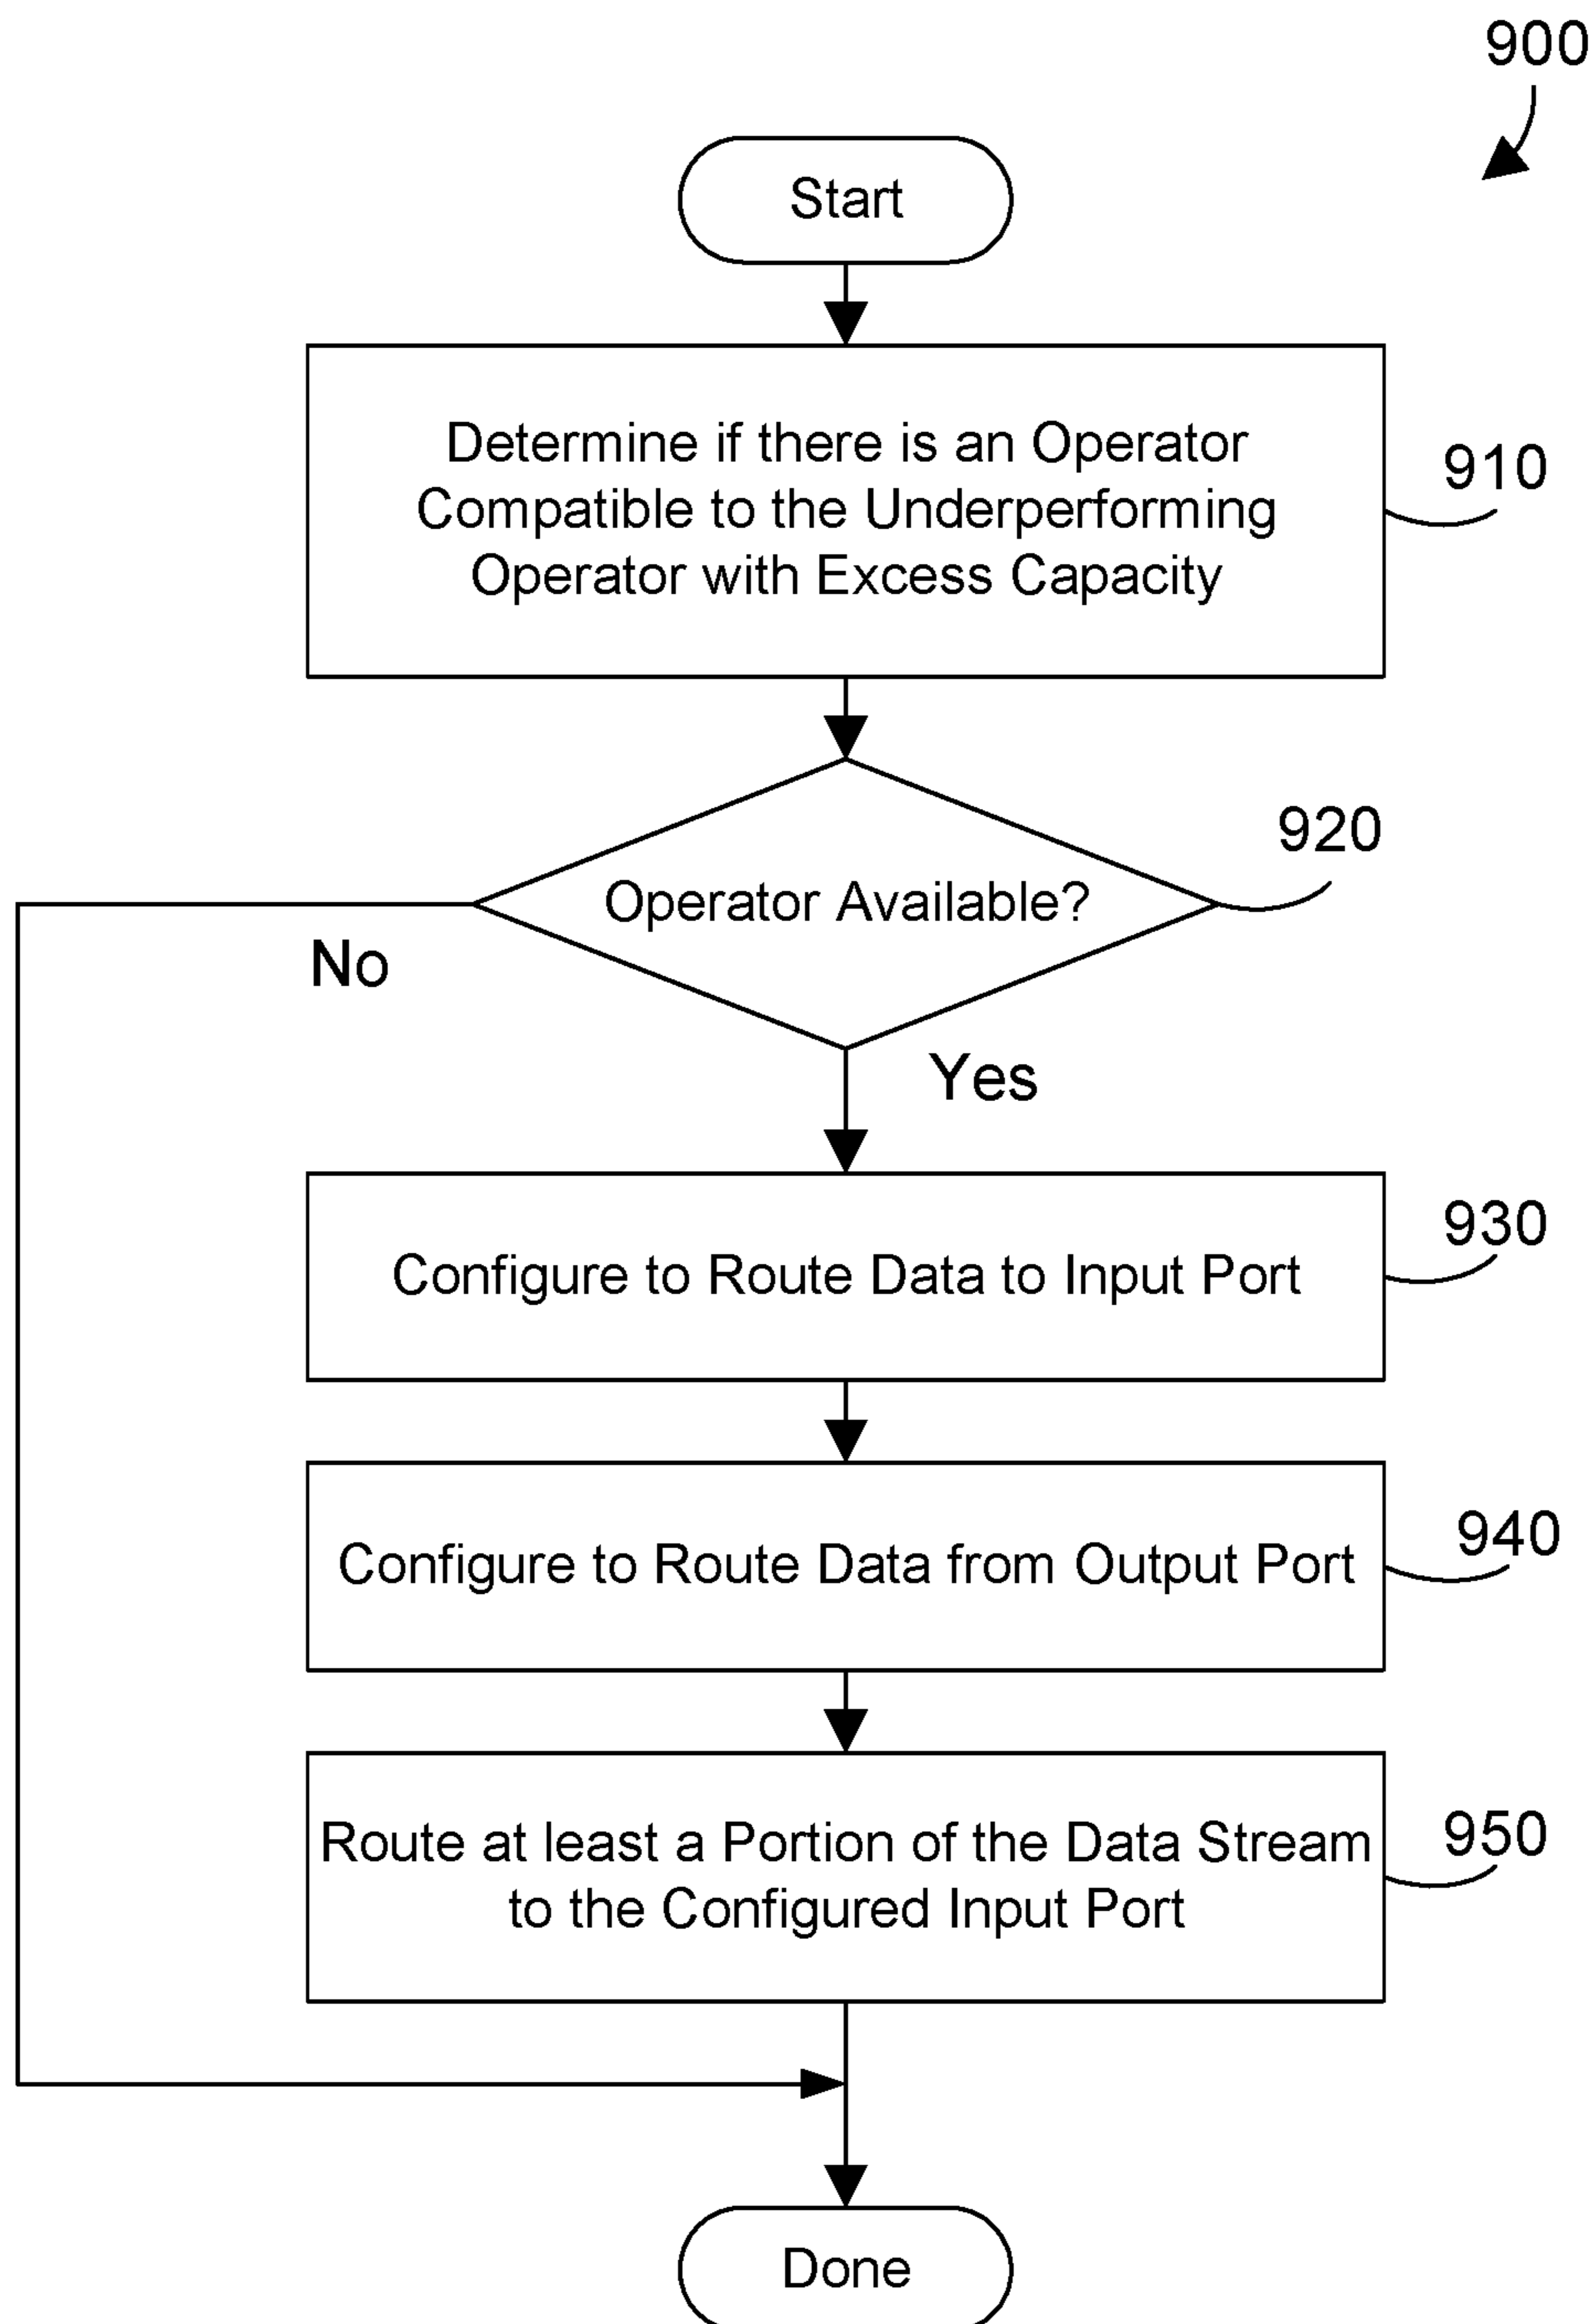 900
Start
Determine if there is an Operator
Compatible to the Underperforming
Operator with Excess Capacity
910
Operator Available?
920
No
Yes
Configure to Route Data to Input Port
930
Configure to Route Data from Output Port
940
Route at least a Portion of the Data Stream
to the Configured Input Port
950
Done